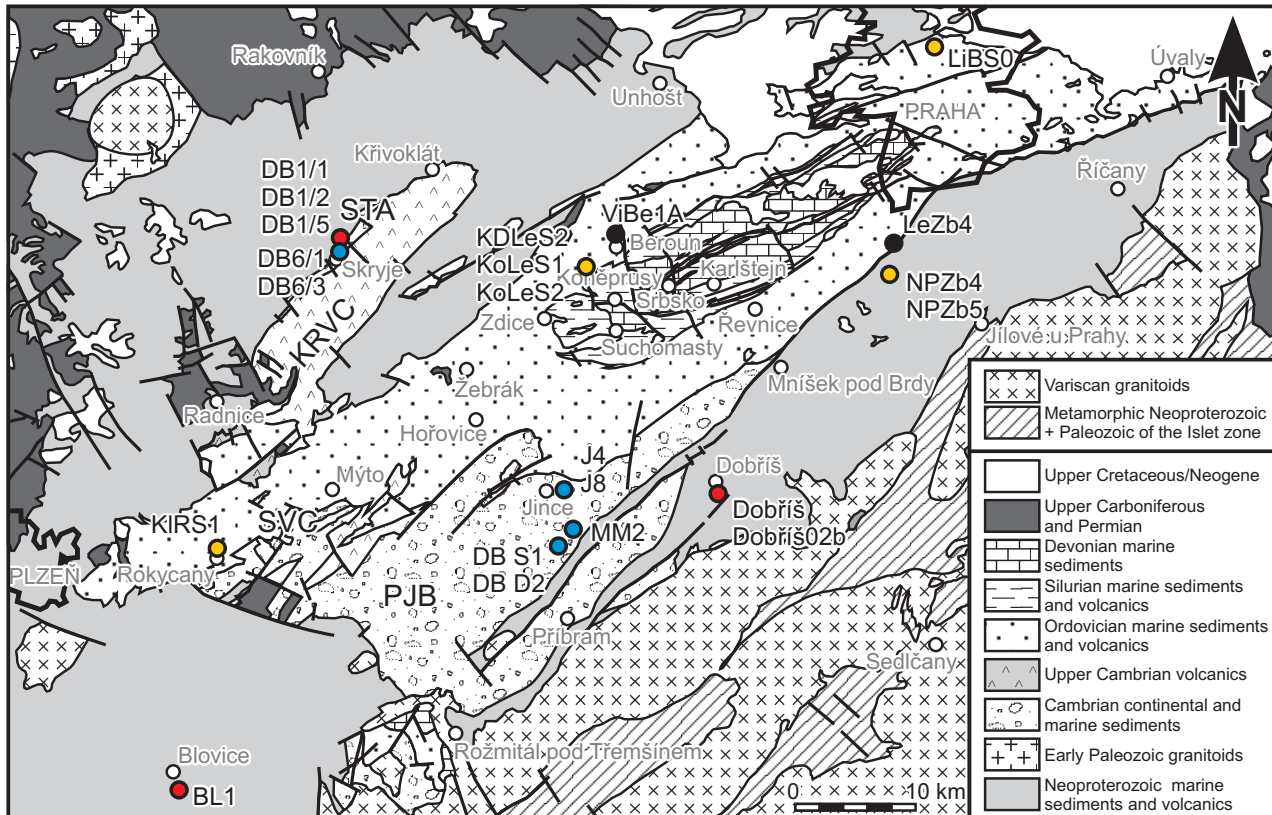 Rakovník
Unhošt
LiBS0
Úvaly
PRAHA
N
Křivoklát
Říčany
DB1/1
DB1/2
DB1/5
STA
DB6/1
DB6/3
Skryje
KRVC
ViBe1A
Beroun
KDLeS2
KoLeS1
KoLeS2
Koněprusy
Karlštejn
Srbsko
Zdice
Suchomasty
Řevnice
LeZb4
NPZb4
NPZb5
Jílové u Prahy
Mníšek pod Brdy
Žebrák
Radnice
Hořovice
Mýto
J4
J8
Jince
MM2
DB S1
DB D2
Dobříš
Dobříš
Dobříš02b
KIRS1
SVC
PLZEŇ
Rokycany
PJB
Příbram
Sedlčany
Rožmitál pod Třemšínem
Blovice
BL1
0 10 km
Variscan granitoids
Metamorphic Neoproterozoic
+ Paleozoic of the Islet zone
Upper Cretaceous/Neogene
Upper Carboniferous
and Permian
Devonian marine
sediments
Silurian marine sediments
and volcanics
Ordovician marine sediments
and volcanics
Upper Cambrian volcanics
Cambrian continental and
marine sediments
Early Paleozoic granitoids
Neoproterozoic marine
sediments and volcanics